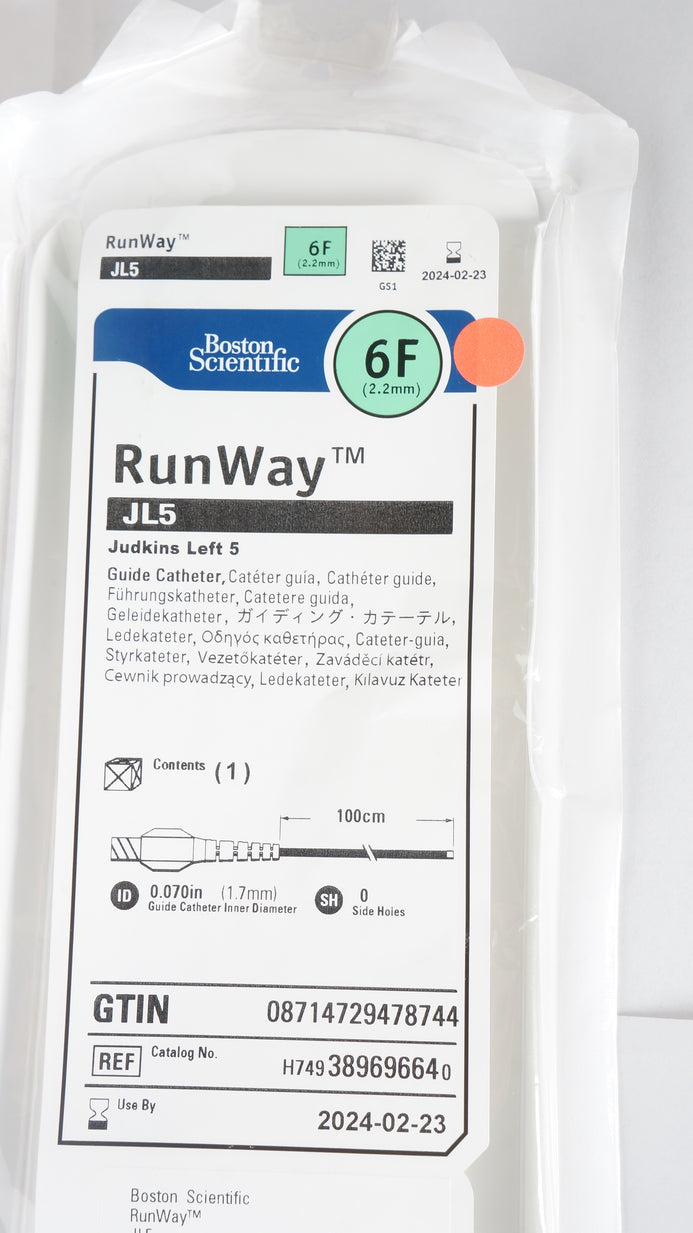 RunWay™
JL5
6F
(2.2mm)
GS1
2024-02-23
Boston
Scientific
6F
(2.2mm)
RunWay™
JL5
Judkins Left 5
Guide Catheter, Catéter guía, Cathéter guide,
Führungskatheter, Catetere guida,
Geleidekatheter, ガイディング・カテーテル,
Ledekateter, Οδηγός καθετήρας, Cateter-guia,
Styrkateter, Vezetőkatéter, Zaváděcí katétr,
Cewnik prowadzący, Ledekateter, Kılavuz Kateter
Contents (1)
100cm
ID 0.070in (1.7mm)
Guide Catheter Inner Diameter
SH 0
Side Holes
GTIN 08714729478744
REF Catalog No. H749 38969664 0
Use By 2024-02-23
Boston Scientific
RunWay™
JL5